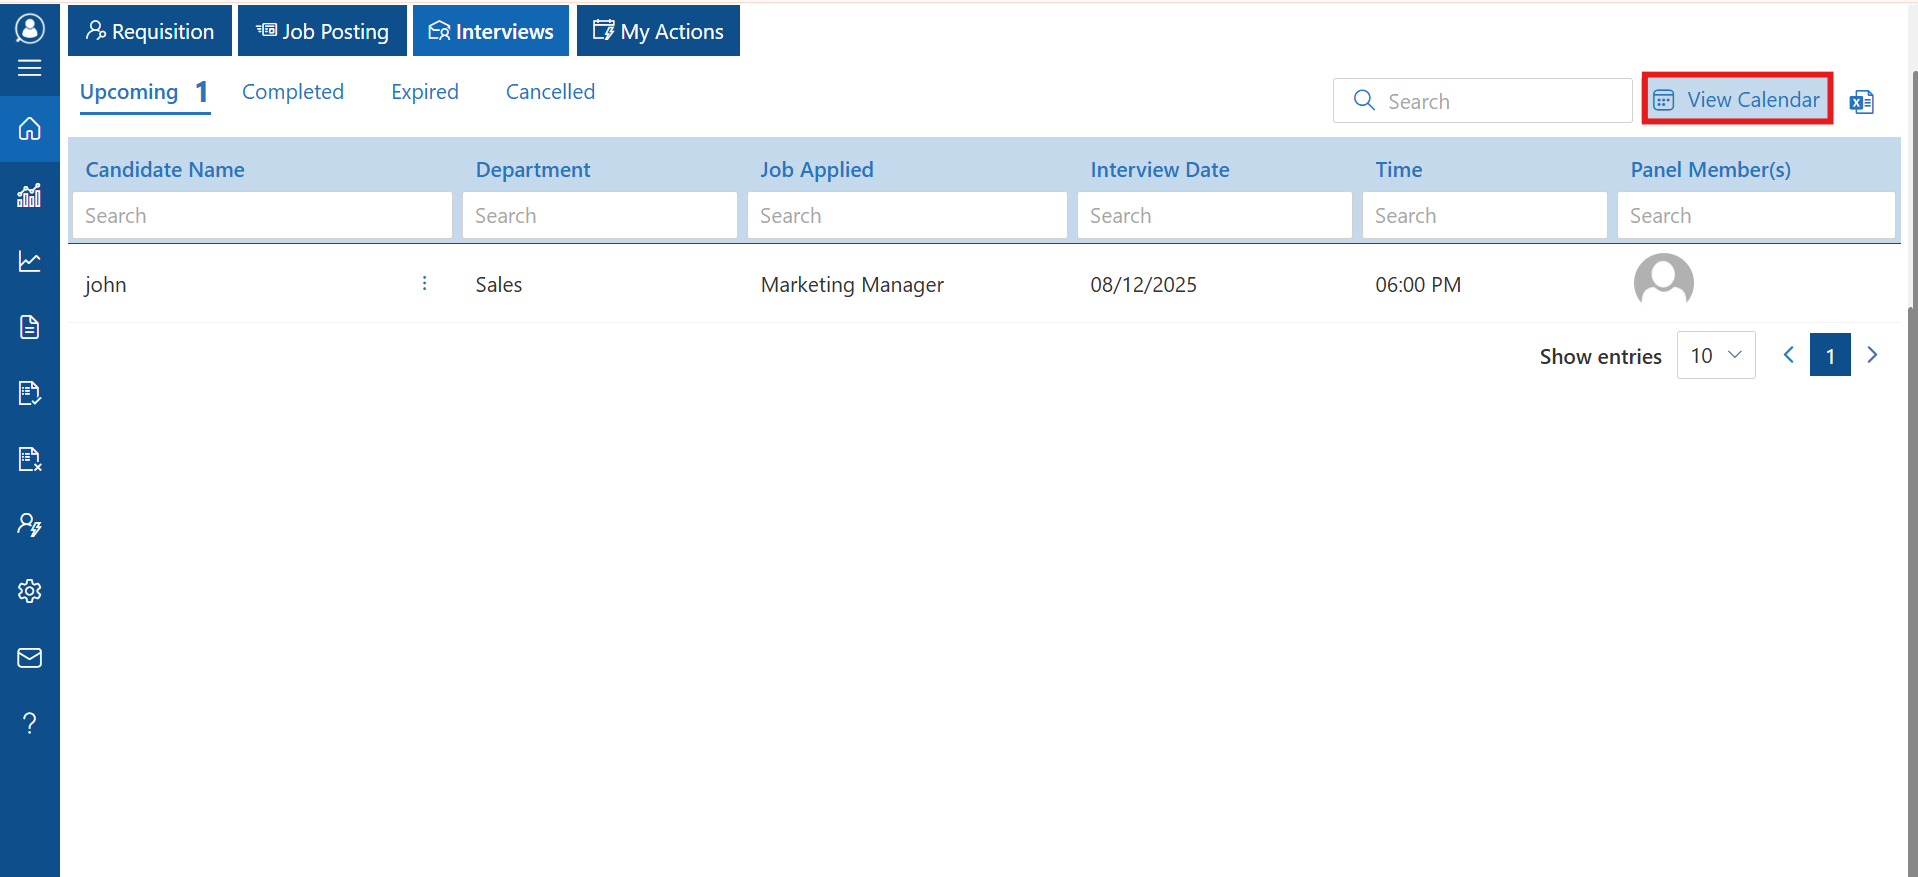 Requisition Job Posting Interviews My Actions
Upcoming 1 Completed Expired Cancelled
Search View Calendar
Candidate Name Department Job Applied Interview Date Time Panel Member(s)
Search Search Search Search Search Search
john Sales Marketing Manager 08/12/2025 06:00 PM
Show entries 10 1